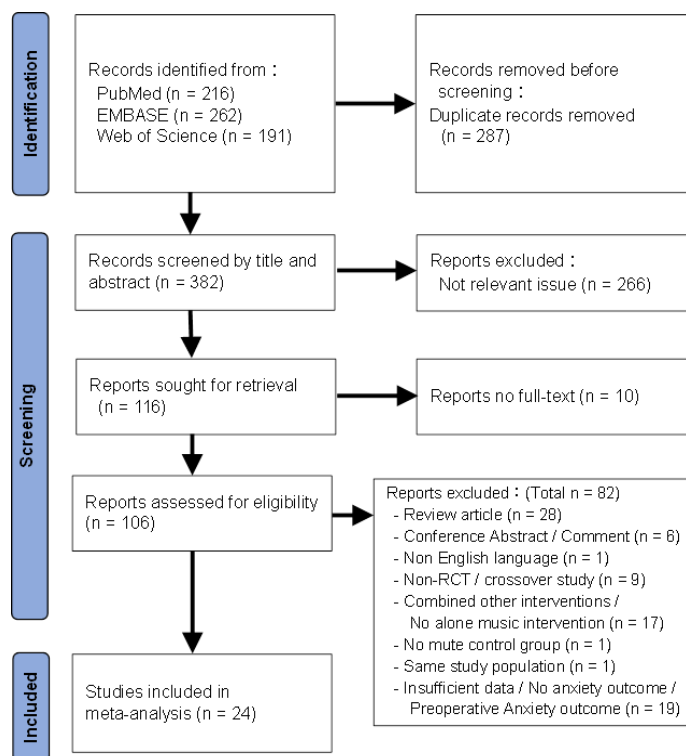 Identification
Records identified from：
PubMed (n = 216)
EMBASE (n = 262)
Web of Science (n = 191)
Records removed before
screening：
Duplicate records removed
(n = 287)
Screening
Records screened by title and
abstract (n = 382)
Reports excluded：
Not relevant issue (n = 266)
Reports sought for retrieval
(n = 116)
Reports no full-text (n = 10)
Reports assessed for eligibility
(n = 106)
Reports excluded：(Total n = 82)
- Review article (n = 28)
- Conference Abstract / Comment (n = 6)
- Non English language (n = 1)
- Non-RCT / crossover study (n = 9)
- Combined other interventions /
No alone music intervention (n = 17)
- No mute control group (n = 1)
- Same study population (n = 1)
- Insufficient data / No anxiety outcome /
Preoperative Anxiety outcome (n = 19)
Included
Studies included in
meta-analysis (n = 24)